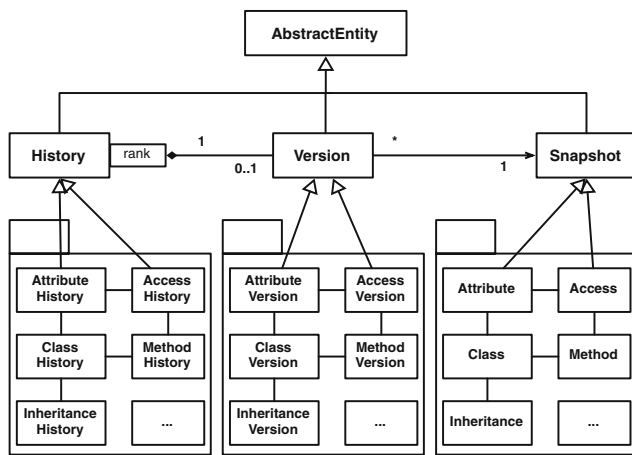 AbstractEntity
History
rank
1
0..1
Version
*
1
Snapshot
Attribute
History
Access
History
Class
History
Method
History
Inheritance
History
...
Attribute
Version
Access
Version
Class
Version
Method
Version
Inheritance
Version
...
Attribute
Access
Class
Method
Inheritance
...